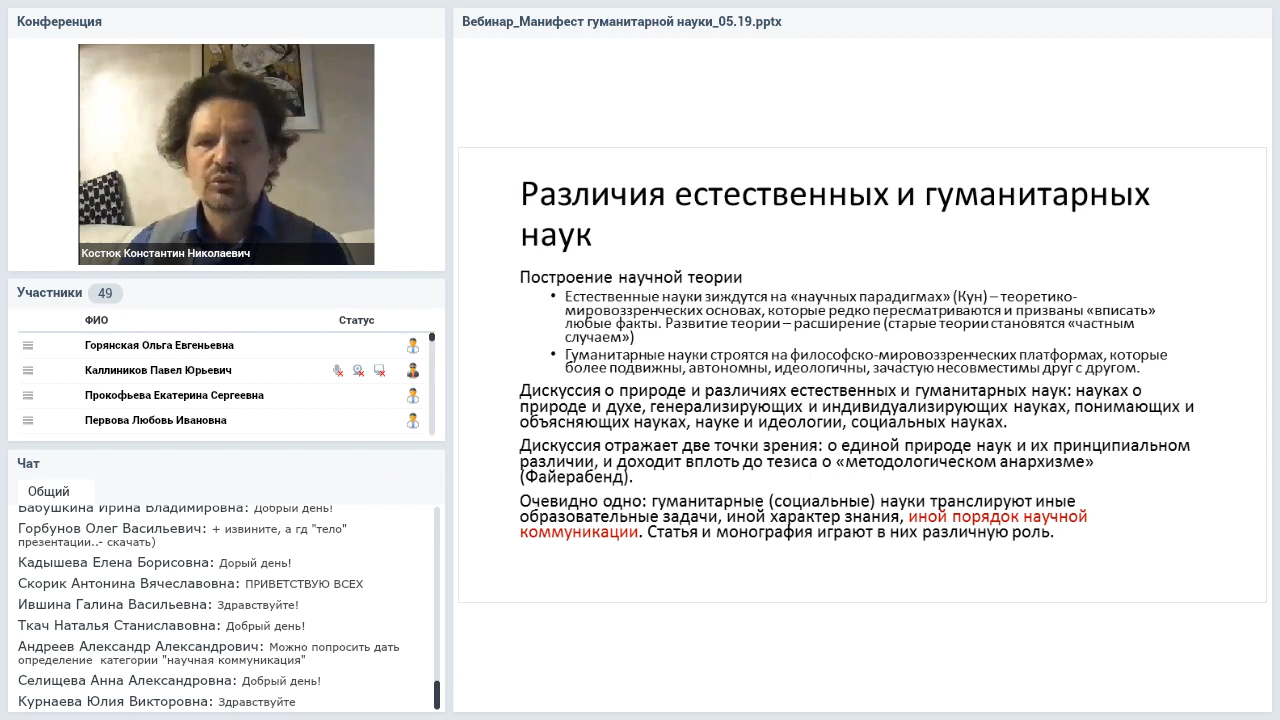 Конференция
Костюк Константин Николаевич
Участники 49
ФИО Статус
Горянская Ольга Евгеньевна
Каллиников Павел Юрьевич
Прокофьева Екатерина Сергеевна
Первова Любовь Ивановна
Чат
Общий
Бабушкина Ирина Владимировна: Добрый день!
Горбунов Олег Васильевич: + извините, а гд "тело"
презентации..- скачать)
Кадышева Елена Борисовна: Дорый день!
Скорик Антонина Вячеславовна: ПРИВЕТСТВУЮ ВСЕХ
Ившина Галина Васильевна: Здравствуйте!
Ткач Наталья Станиславовна: Добрый день!
Андреев Александр Александрович: Можно попросить дать
определение категории "научная коммуникация"
Селищева Анна Александровна: Добрый день!
Курнаева Юлия Викторовна: Здравствуйте
Вебинар_Манифест гуманитарной науки_05.19.pptx
Различия естественных и гуманитарных
наук
Построение научной теории
• Естественные науки зиждутся на «научных парадигмах» (Кун) – теоретико-
мировоззренческих основах, которые редко пересматриваются и призваны «вписать»
любые факты. Развитие теории – расширение (старые теории становятся «частным
случаем»)
• Гуманитарные науки строятся на философско-мировоззренческих платформах, которые
более подвижны, автономны, идеологичны, зачастую несовместимы друг с другом.
Дискуссия о природе и различиях естественных и гуманитарных наук: науках о
природе и духе, генерализирующих и индивидуализирующих науках, понимающих и
объясняющих науках, науке и идеологии, социальных науках.
Дискуссия отражает две точки зрения: о единой природе наук и их принципиальном
различии, и доходит вплоть до тезиса о «методологическом анархизме»
(Файерабенд).
Очевидно одно: гуманитарные (социальные) науки транслируют иные
образовательные задачи, иной характер знания, иной порядок научной
коммуникации. Статья и монография играют в них различную роль.